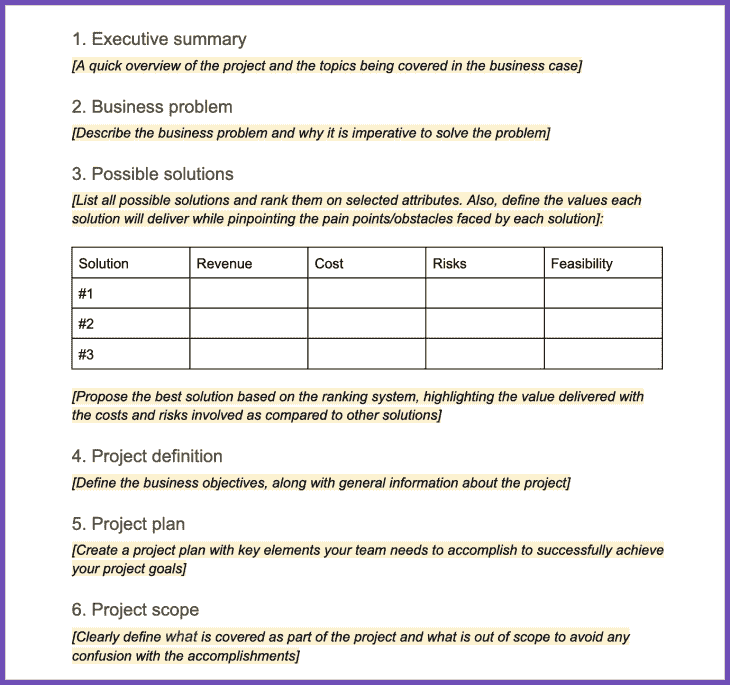 1. Executive summary
[A quick overview of the project and the topics being covered in the business case]
2. Business problem
[Describe the business problem and why it is imperative to solve the problem]
3. Possible solutions
[List all possible solutions and rank them on selected attributes. Also, define the values each
solution will deliver while pinpointing the pain points/obstacles faced by each solution]:
Solution Revenue Cost Risks Feasibility
#1
#2
#3
[Propose the best solution based on the ranking system, highlighting the value delivered with
the costs and risks involved as compared to other solutions]
4. Project definition
[Define the business objectives, along with general information about the project]
5. Project plan
[Create a project plan with key elements your team needs to accomplish to successfully achieve
your project goals]
6. Project scope
[Clearly define what is covered as part of the project and what is out of scope to avoid any
confusion with the accomplishments]